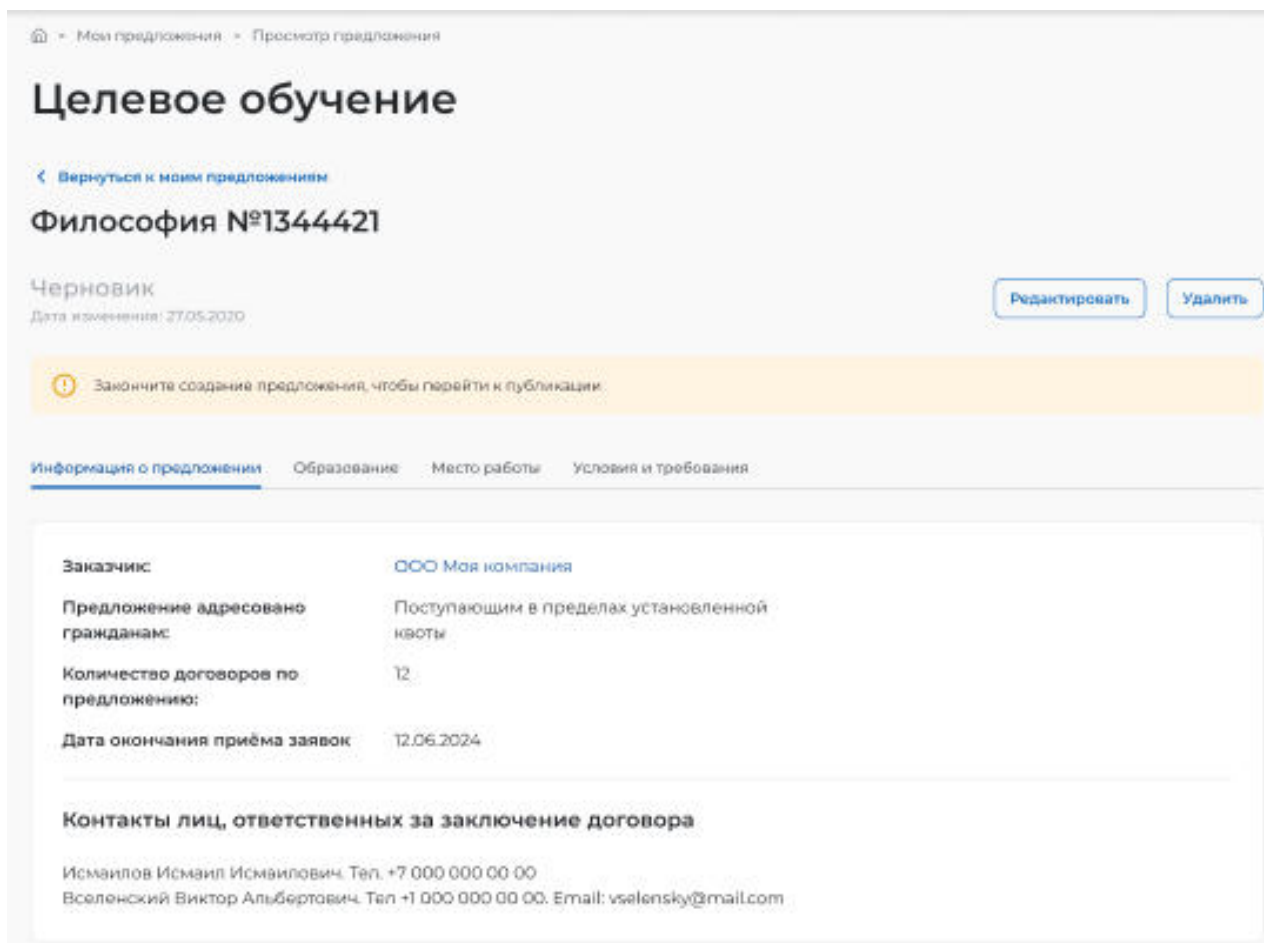 Мои предложения • Просмотр предложения
Целевое обучение
Вернуться к моим предложениям
Философия №1344421
Черновик
Дата изменения: 27.05.2020
Редактировать Удалить
Закончите создание предложения, чтобы перейти к публикации
Информация о предложении Образование Место работы Условия и требования
Заказчик: ООО Моя компания
Предложение адресовано Поступающим в пределах установленной
гражданам: квоты
Количество договоров по 12
предложению:
Дата окончания приёма заявок 12.06.2024
Контакты лиц, ответственных за заключение договора
Исмаилов Исмаил Исмаилович. Тел. +7 000 000 00 00
Вселенский Виктор Альбертович. Тел +1 000 000 00 00. Email: vselensky@mail.com